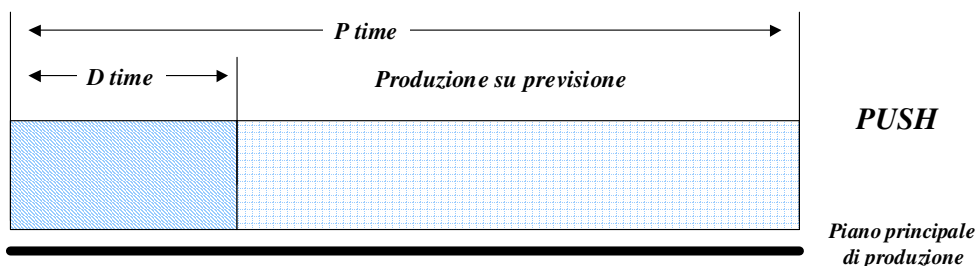 P time
D time
Produzione su previsione
PUSH
Piano principale
di produzione